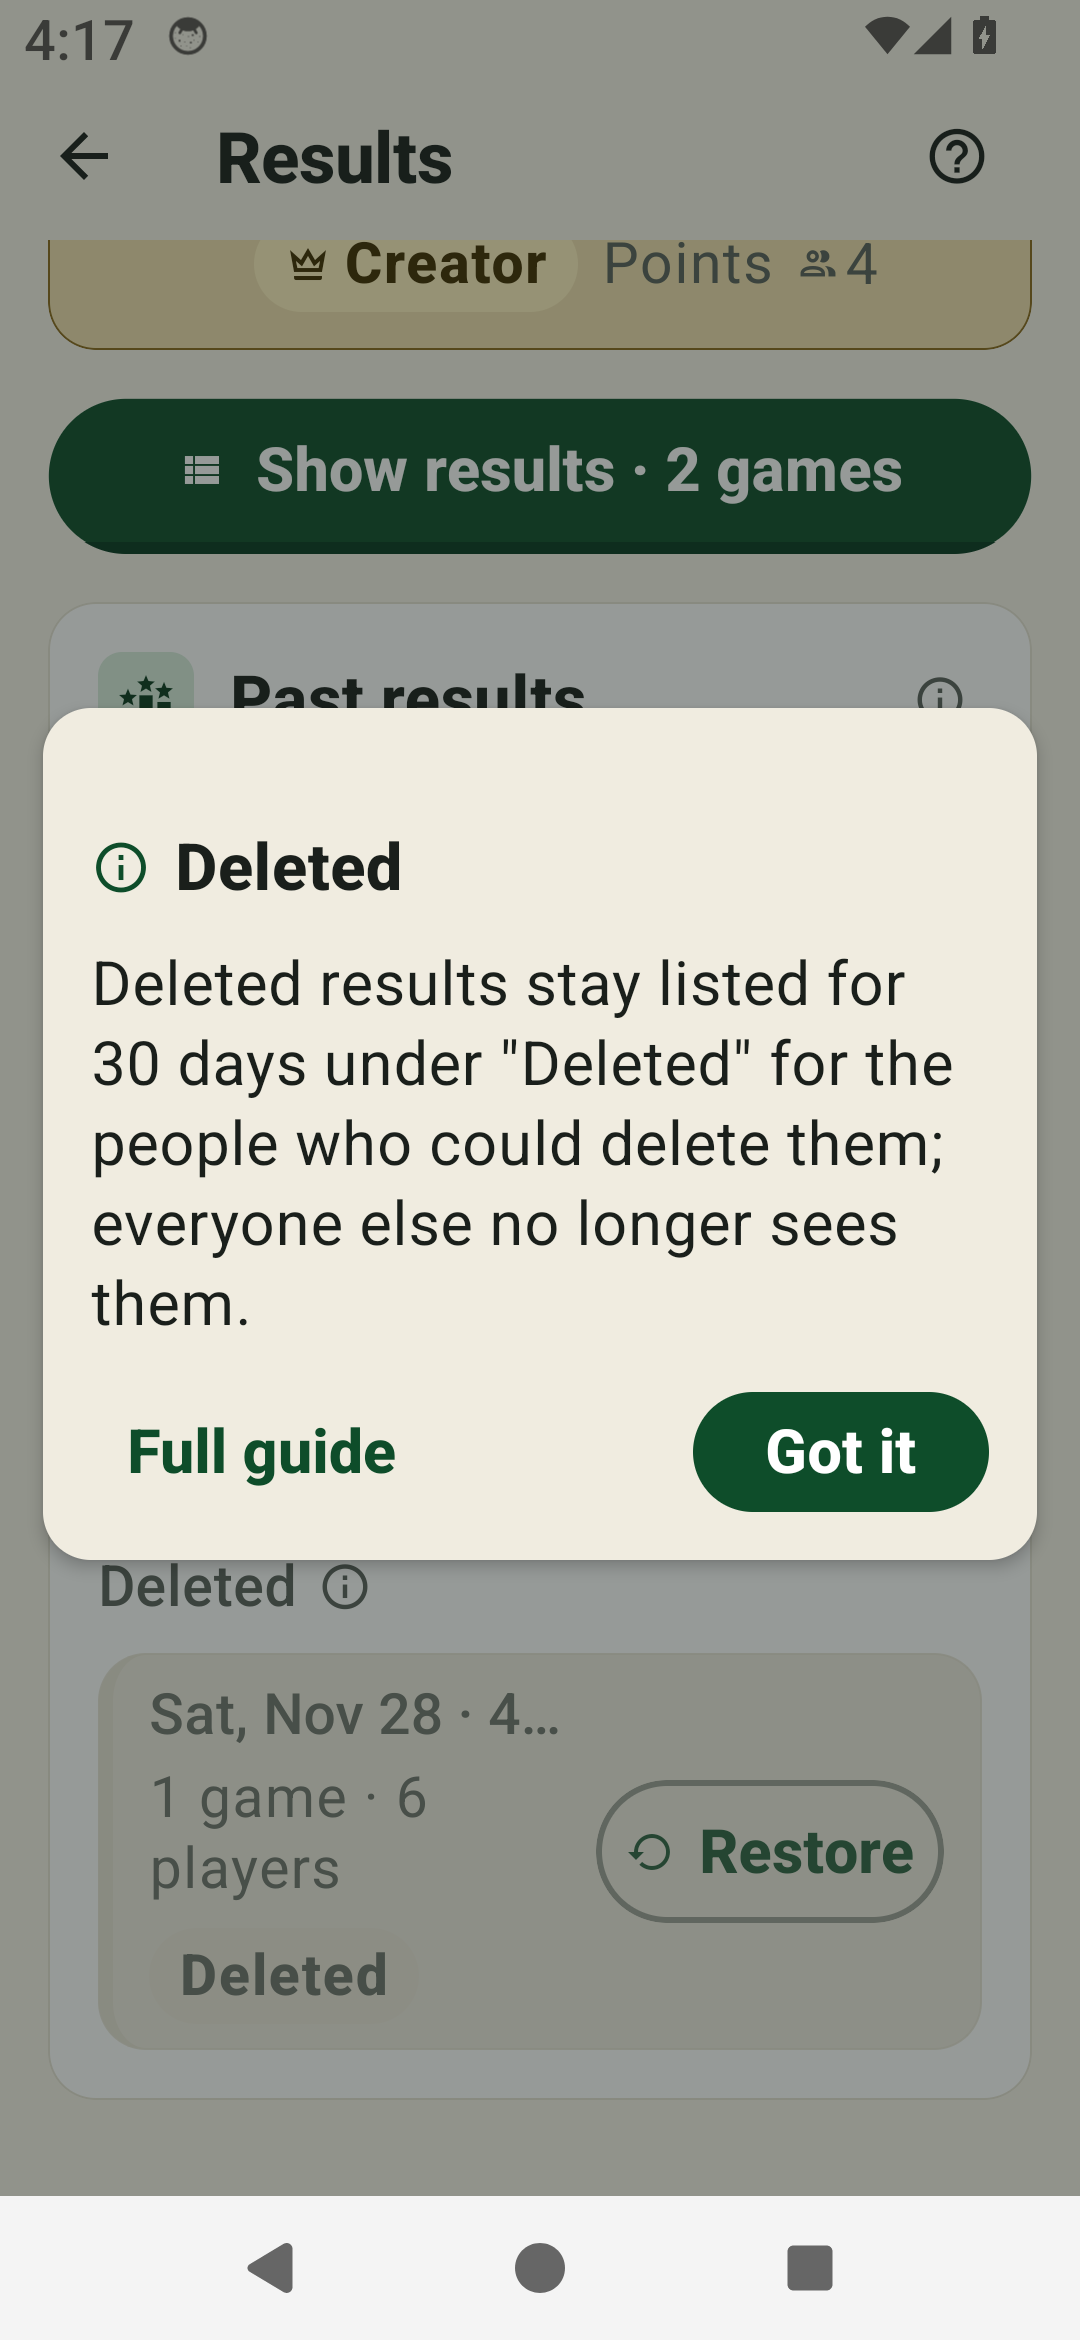 4:17
Results
Creator Points 4
Show results · 2 games
Past results
Deleted
Deleted results stay listed for
30 days under "Deleted" for the
people who could delete them;
everyone else no longer sees
them.
Full guide Got it
Deleted
Sat, Nov 28 · 4…
1 game · 6
players
Restore
Deleted